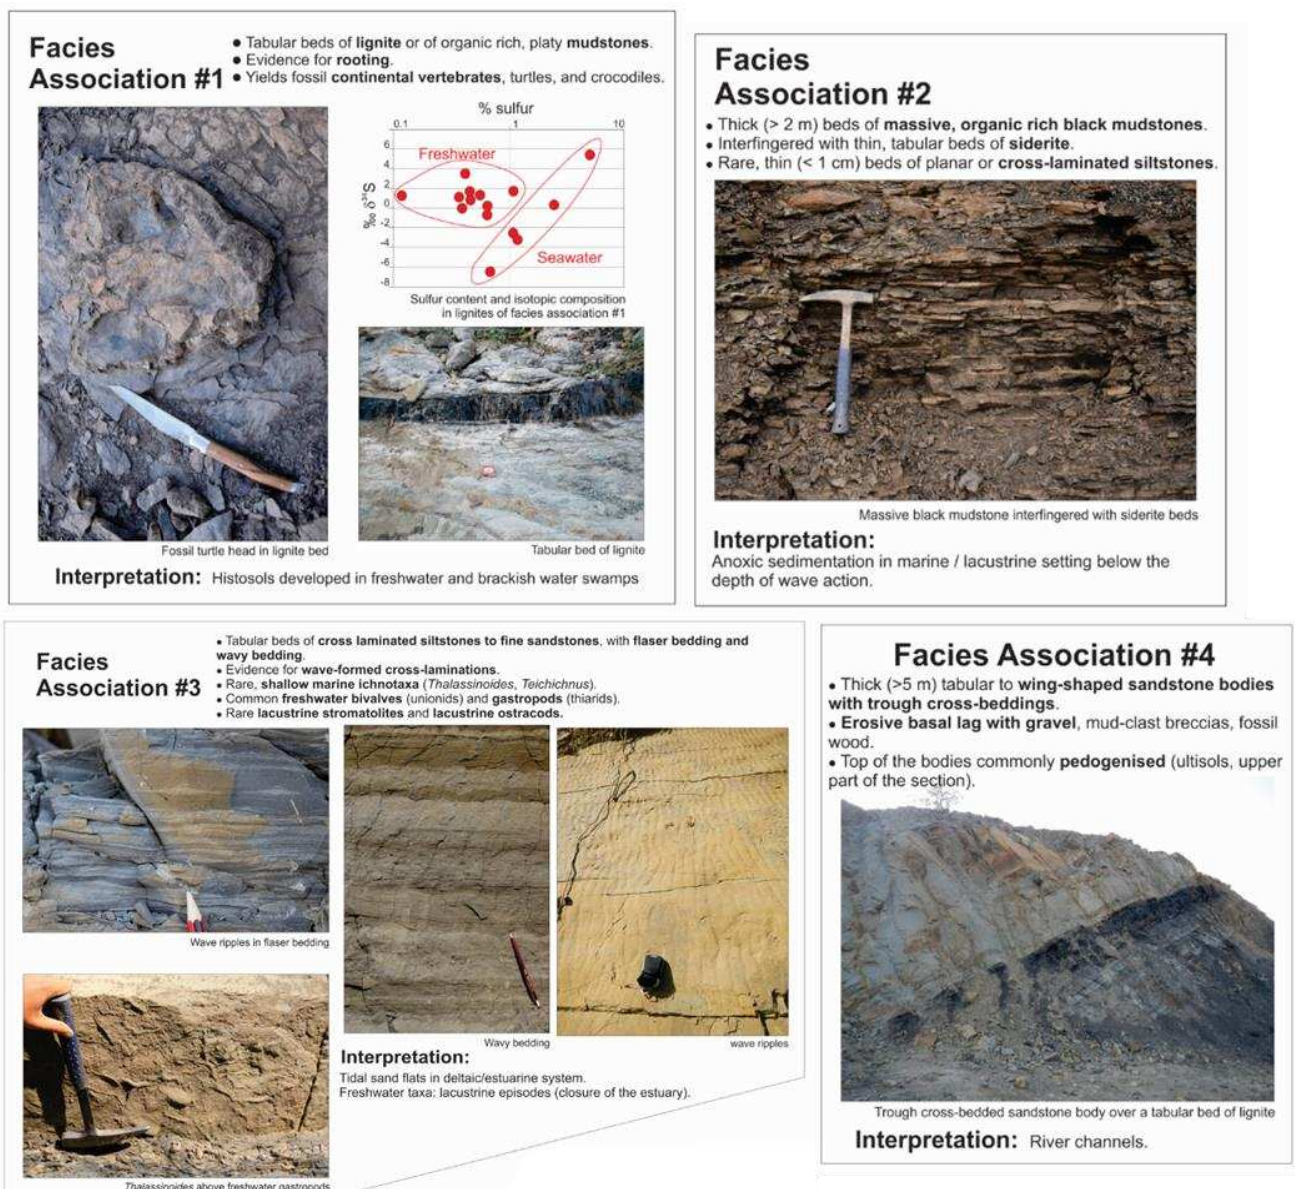 Facies
Association #1
• Tabular beds of lignite or of organic rich, platy mudstones.
• Evidence for rooting.
• Yields fossil continental vertebrates, turtles, and crocodiles.
% sulfur
0.1 1 10
Freshwater
6
4
2
0
-2
-4
-6
-8
‰ δ³⁴S
Seawater
Sulfur content and isotopic composition
in lignites of facies association #1
Fossil turtle head in lignite bed
Tabular bed of lignite
Interpretation: Histosols developed in freshwater and brackish water swamps
Facies
Association #2
• Thick (> 2 m) beds of massive, organic rich black mudstones.
• Interfingered with thin, tabular beds of siderite.
• Rare, thin (< 1 cm) beds of planar or cross-laminated siltstones.
Massive black mudstone interfingered with siderite beds
Interpretation:
Anoxic sedimentation in marine / lacustrine setting below the
depth of wave action.
Facies
Association #3
• Tabular beds of cross laminated siltstones to fine sandstones, with flaser bedding and
wavy bedding.
• Evidence for wave-formed cross-laminations.
• Rare, shallow marine ichnotaxa (Thalassinoides, Teichichnus).
• Common freshwater bivalves (unionids) and gastropods (thiarids).
• Rare lacustrine stromatolites and lacustrine ostracods.
Wave ripples in flaser bedding
Wavy bedding
wave ripples
Interpretation:
Tidal sand flats in deltaic/estuarine system.
Freshwater taxa: lacustrine episodes (closure of the estuary).
Thalassinoides above freshwater gastropods
Facies Association #4
• Thick (>5 m) tabular to wing-shaped sandstone bodies
with trough cross-beddings.
• Erosive basal lag with gravel, mud-clast breccias, fossil
wood.
• Top of the bodies commonly pedogenised (ultisols, upper
part of the section).
Trough cross-bedded sandstone body over a tabular bed of lignite
Interpretation: River channels.